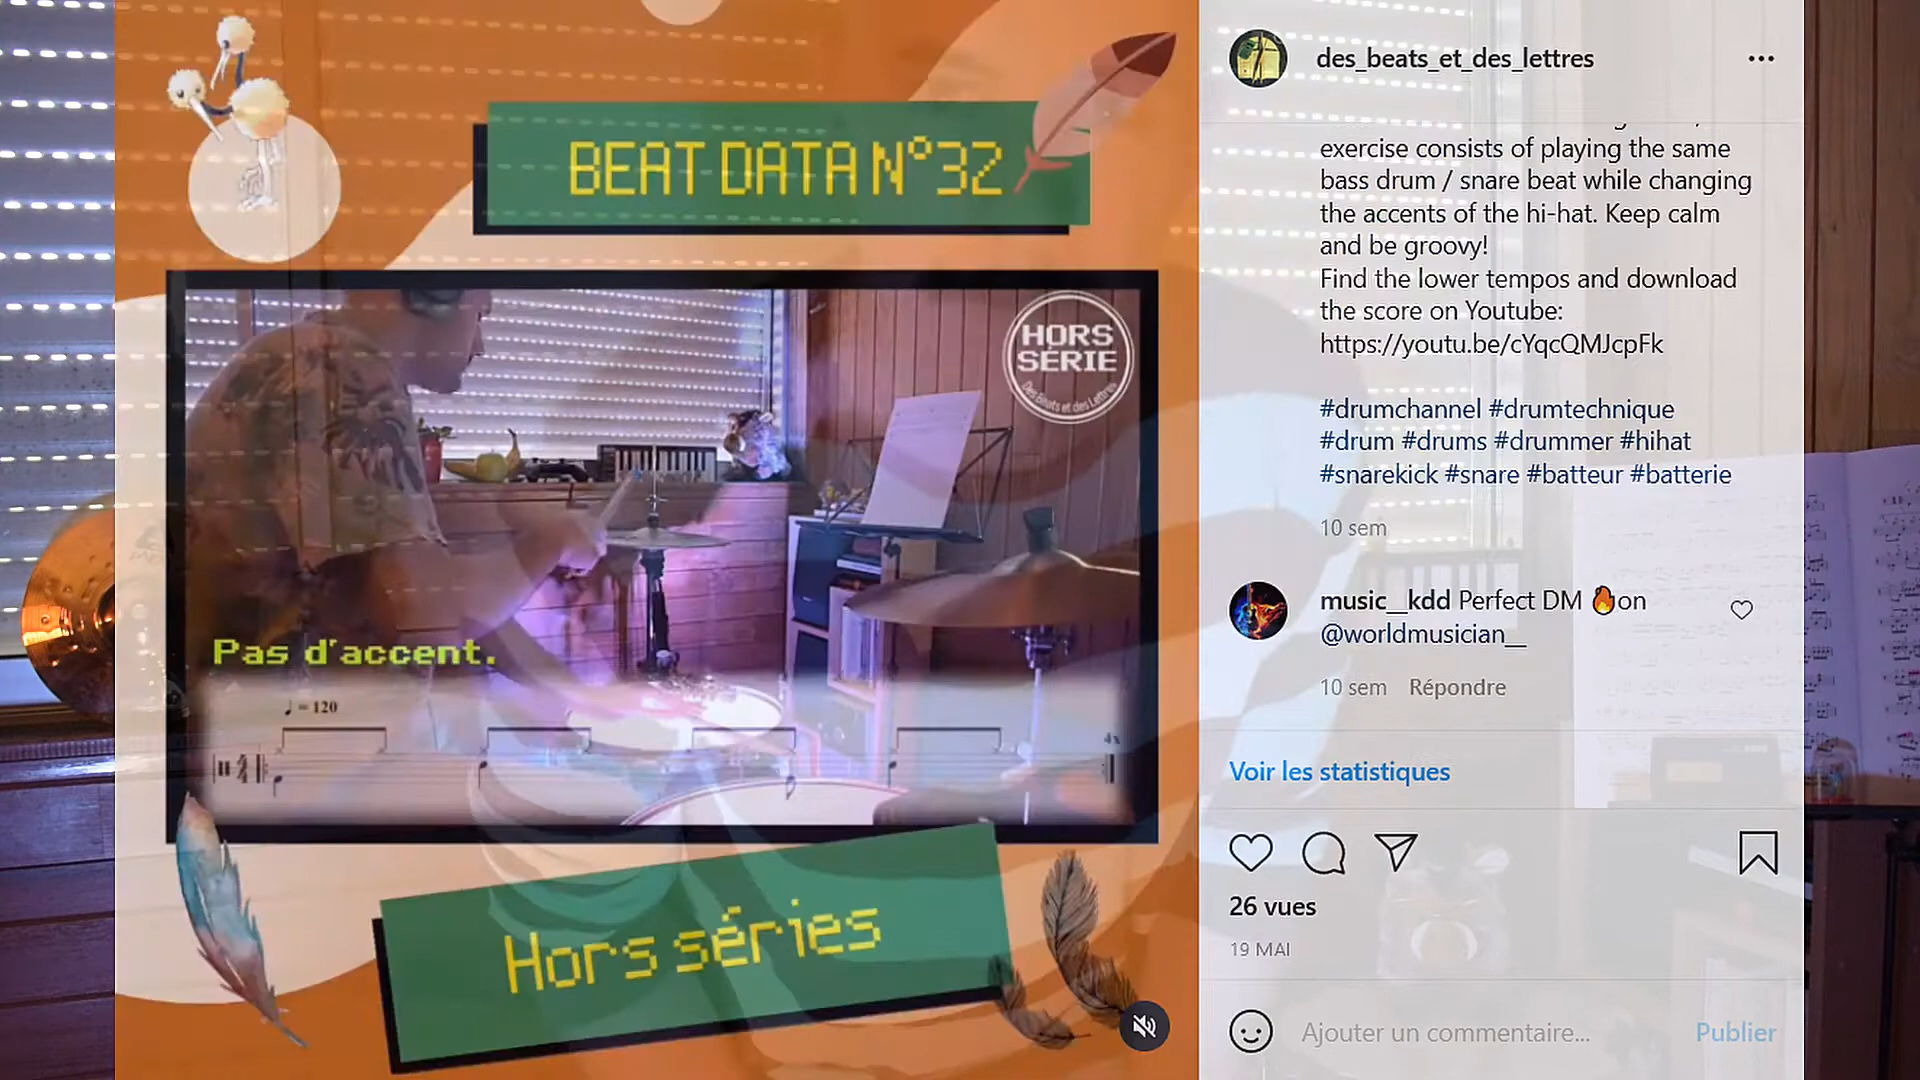 BEAT DATA N°32
HORS
SÉRIE
Des Beats et des Lettres
Pas d'accent.
♩ = 120
4x
Hors séries
des_beats_et_des_lettres
exercise consists of playing the same
bass drum / snare beat while changing
the accents of the hi-hat. Keep calm
and be groovy!
Find the lower tempos and download
the score on Youtube:
https://youtu.be/cYqcQMJcpFk
#drumchannel #drumtechnique
#drum #drums #drummer #hihat
#snarekick #snare #batteur #batterie
10 sem
music__kdd Perfect DM 🔥on
@worldmusician__
10 sem Répondre
Voir les statistiques
26 vues
19 MAI
Ajouter un commentaire... Publier